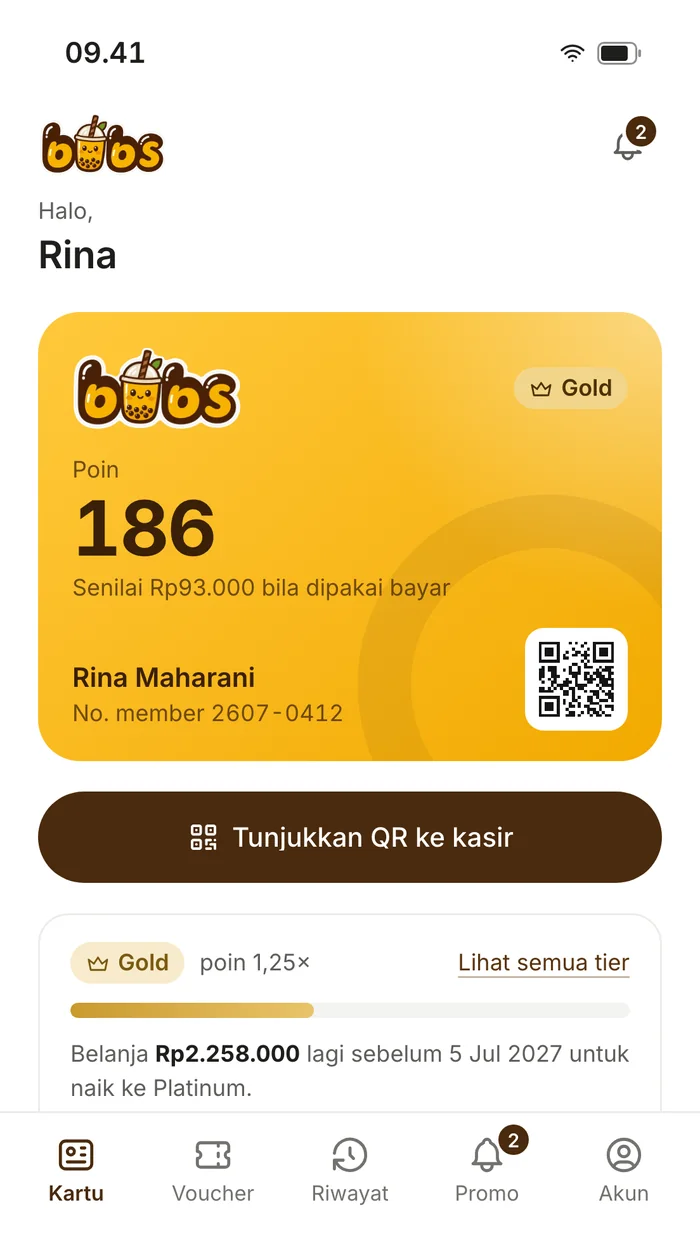 09.41
bobs
2
Halo,
Rina
bobs
Gold
Poin
186
Senilai Rp93.000 bila dipakai bayar
Rina Maharani
No. member 2607-0412
Tunjukkan QR ke kasir
Gold
poin 1,25×
Lihat semua tier
Belanja Rp2.258.000 lagi sebelum 5 Jul 2027 untuk
naik ke Platinum.
2
Kartu
Voucher
Riwayat
Promo
Akun